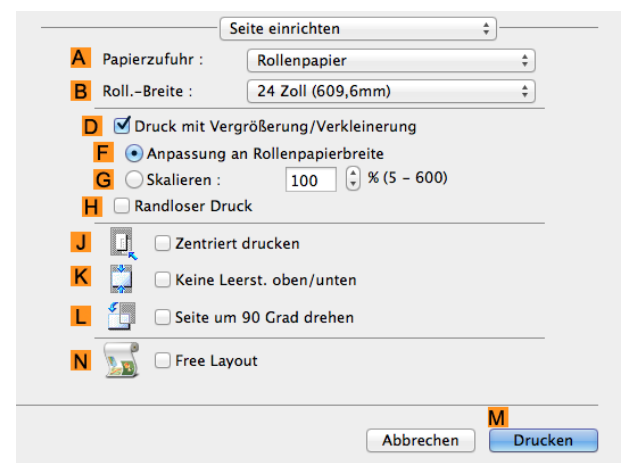 Seite einrichten
A Papierzufuhr : Rollenpapier
B Roll.-Breite : 24 Zoll (609,6mm)
D Druck mit Vergrößerung/Verkleinerung
F Anpassung an Rollenpapierbreite
G Skalieren : 100 % (5 – 600)
H Randloser Druck
J Zentriert drucken
K Keine Leerst. oben/unten
L Seite um 90 Grad drehen
N Free Layout
M
Abbrechen Drucken